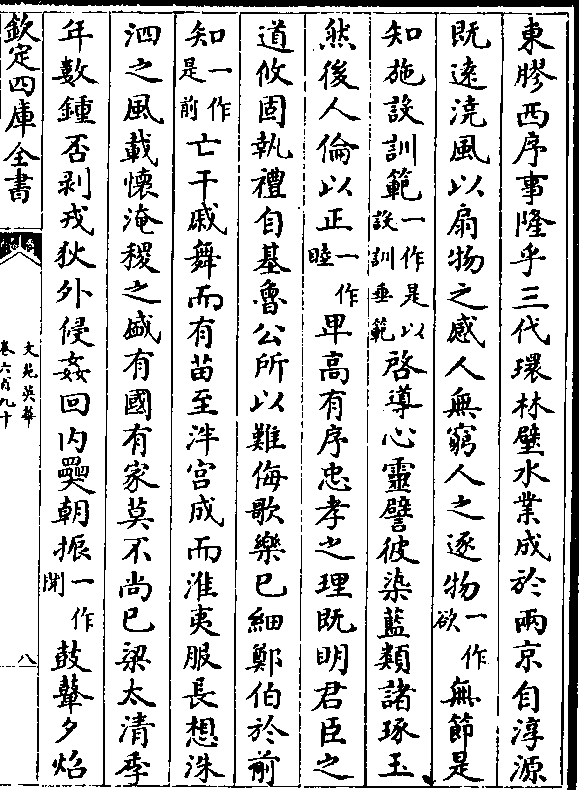 東膠西序事隆乎三代環林壁水業成於兩京自淳源
既遠澆風以扇物之感人無窮人之逐物一作欲無節是
知施設訓範一作是以設訓垂範啓導心靈譬彼染藍類諸琢玉
然後人倫以正一作睦卑高有序忠孝之理既明君臣之
道攸固執禮自基魯公所以難侮歌樂已細鄭伯於前
知一作是前亡干戚舞而有苗至泮宮成而淮夷服長想洙
泗之風載懷淹稷之盛有國有家莫不尚已梁太清季
年數鍾否剥戎狄外侵姦回内奰朝振一作聞鼓鼙夕炤
欽定四庫全書
文苑英華
卷六百九十
八